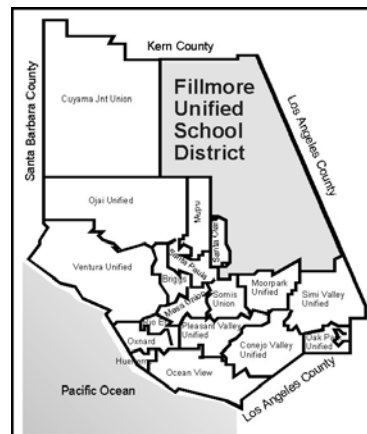 Kern County
Santa Barbara County
Cuyama Jnt Union
Fillmore
Unified
School
District
Los Angeles County
Ojai Unified
Mupu
Santa Clara
Santa Paula
Ventura Unified
Briggs
Mesa Union
Somis
Union
Moorpark
Unified
Simi Valley
Unified
Oxnard
Pleasant Valley
Unified
Conejo Valley
Unified
Unified
Ocean View
Pacific Ocean
Los Angeles County